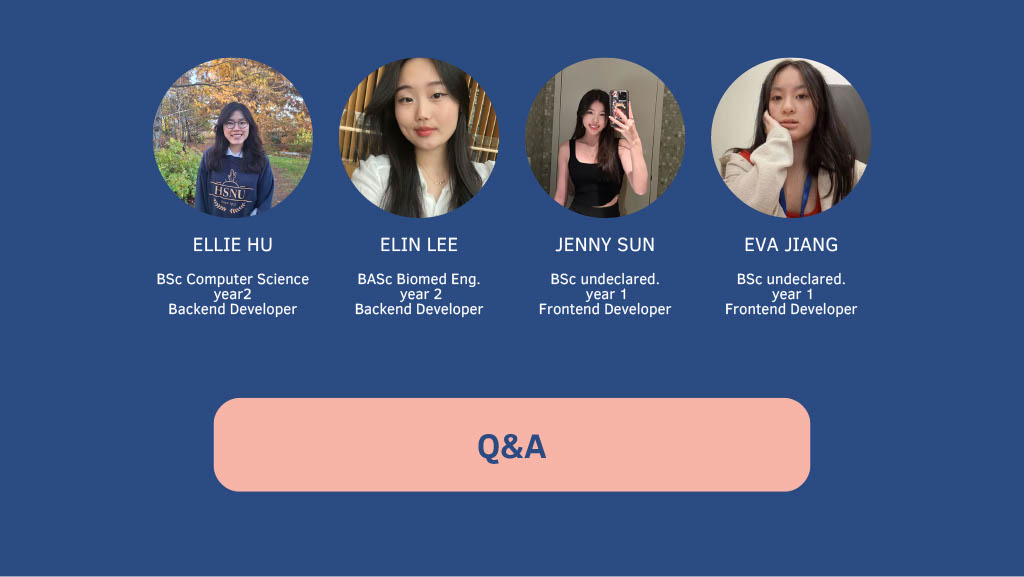 HSNU
ELLIE HU
BSc Computer Science
year2
Backend Developer
ELIN LEE
BASc Biomed Eng.
year 2
Backend Developer
JENNY SUN
BSc undeclared.
year 1
Frontend Developer
EVA JIANG
BSc undeclared.
year 1
Frontend Developer
Q&A